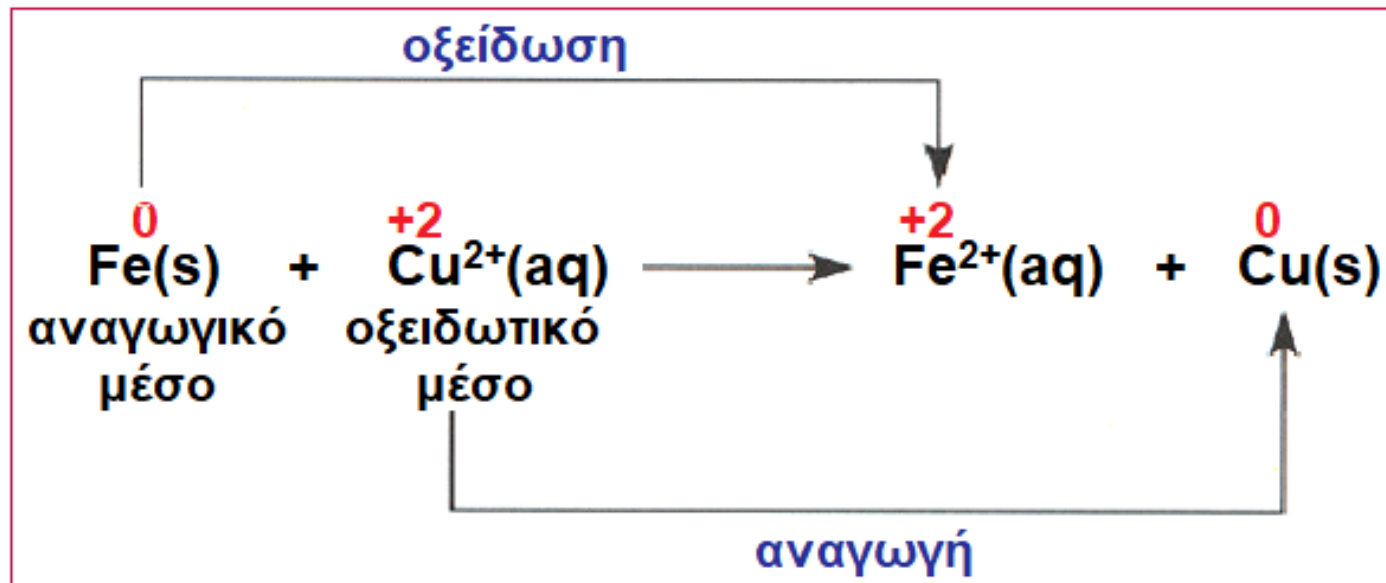 οξείδωση
0 +2 +2 0
Fe(s) + Cu²⁺(aq) ⟶ Fe²⁺(aq) + Cu(s)
αναγωγικό οξειδωτικό
μέσο μέσο
αναγωγή